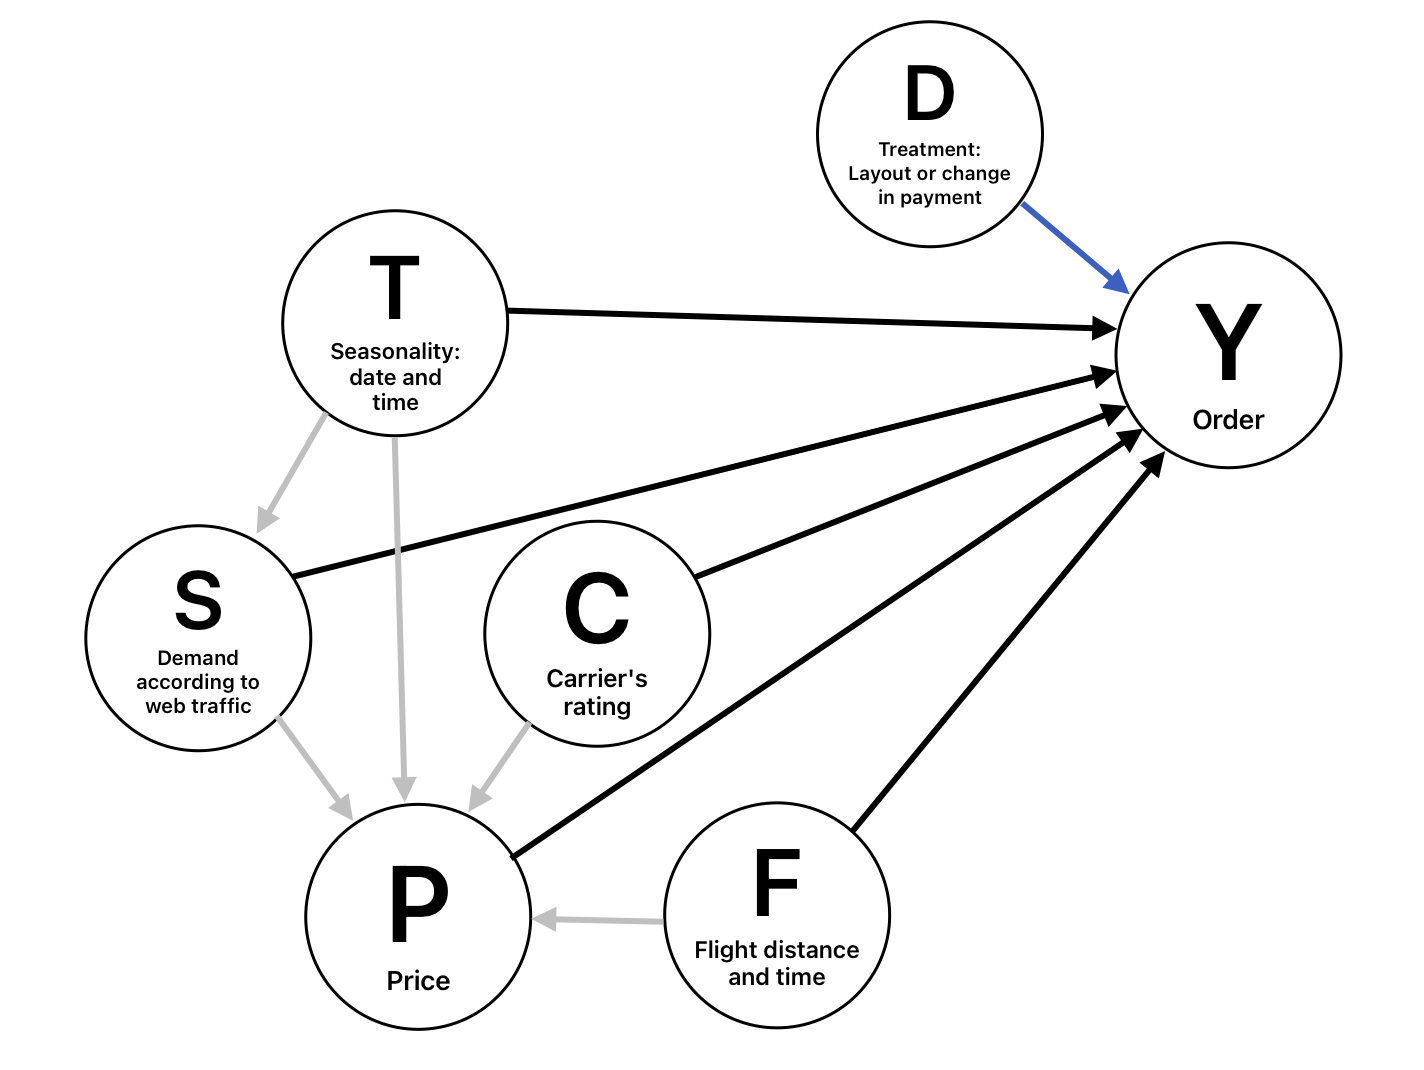 D
Treatment:
Layout or change
in payment
T
Seasonality:
date and
time
Y
Order
S
Demand
according to
web traffic
C
Carrier's
rating
P
Price
F
Flight distance
and time